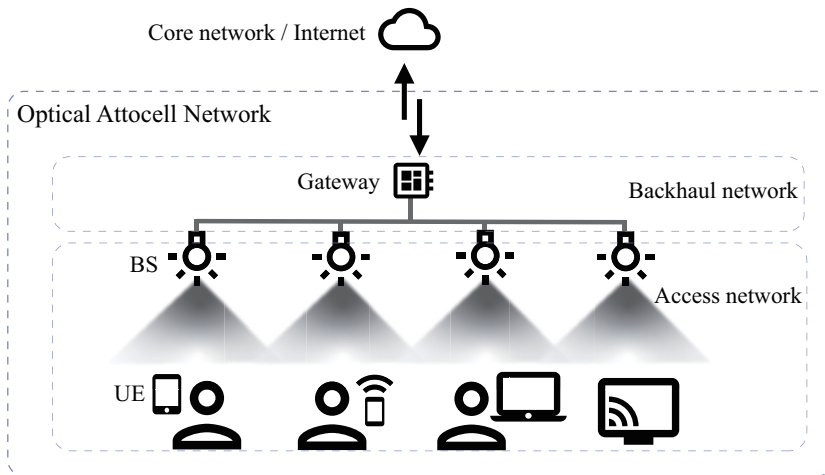 Core network / Internet
Optical Attocell Network
Gateway
Backhaul network
BS
Access network
UE